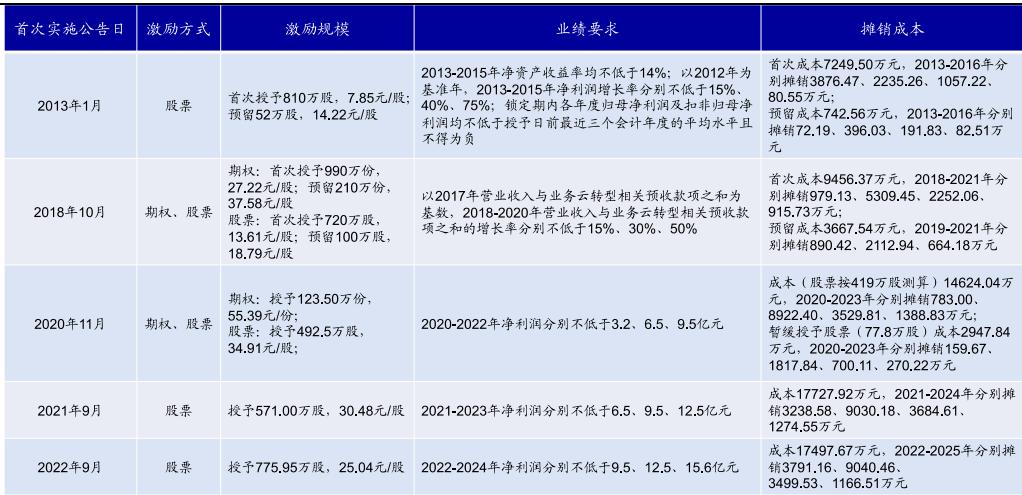 首次实施公告日 激励方式 激励规模 业绩要求 摊销成本
2013年1月
股票
首次授予810万股，7.85元/股;
预留52万股，14.22元/股
2013-2015年净资产收益率均不低于14%；以2012年为
基准年，2013-2015年净利润增长率分别不低于15%、
40%、75%；锁定期内各年度归母净利润及扣非归母净
利润均不低于授予日前最近三个会计年度的平均水平且
不得为负
首次成本7249.50万元，2013-2016年分
别摊销3876.47、2235.26、1057.22、
80.55万元;
预留成本742.56万元，2013-2016年分别
摊销72.19、396.03、191.83、82.51万
元
2018年10月
期权、股票
期权：首次授予990万份，
27.22元/股；预留210万份，
37.58元/股
股票：首次授予720万股，
13.61元/股；预留100万股，
18.79元/股
以2017年营业收入与业务云转型相关预收款项之和为
基数，2018-2020年营业收入与业务云转型相关预收款
项之和的增长率分别不低于15%、30%、50%
首次成本9456.37万元，2018-2021年分
别摊销979.13、5309.45、2252.06、
915.73万元;
预留成本3667.54万元，2019-2021年分
别摊销890.42、2112.94、664.18万元
2020年11月
期权、股票
期权：授予123.50万份，
55.39元/份;
股票：授予492.5万股，
34.91元/股;
2020-2022年净利润分别不低于3.2、6.5、9.5亿元
成本（股票按419万股测算）14624.04万
元，2020-2023年分别摊销783.00、
8922.40、3529.81、1388.83万元;
暂缓授予股票（77.8万股）成本2947.84
万元，2020-2023年分别摊销159.67、
1817.84、700.11、270.22万元
2021年9月
股票
授予571.00万股，30.48元/股
2021-2023年净利润分别不低于6.5、9.5、12.5亿元
成本17727.92万元，2021-2024年分别摊
销3238.58、9030.18、3684.61、
1274.55万元
2022年9月
股票
授予775.95万股，25.04元/股
2022-2024年净利润分别不低于9.5、12.5、15.6亿元
成本17497.67万元，2022-2025年分别摊
销3791.16、9040.46、
3499.53、1166.51万元